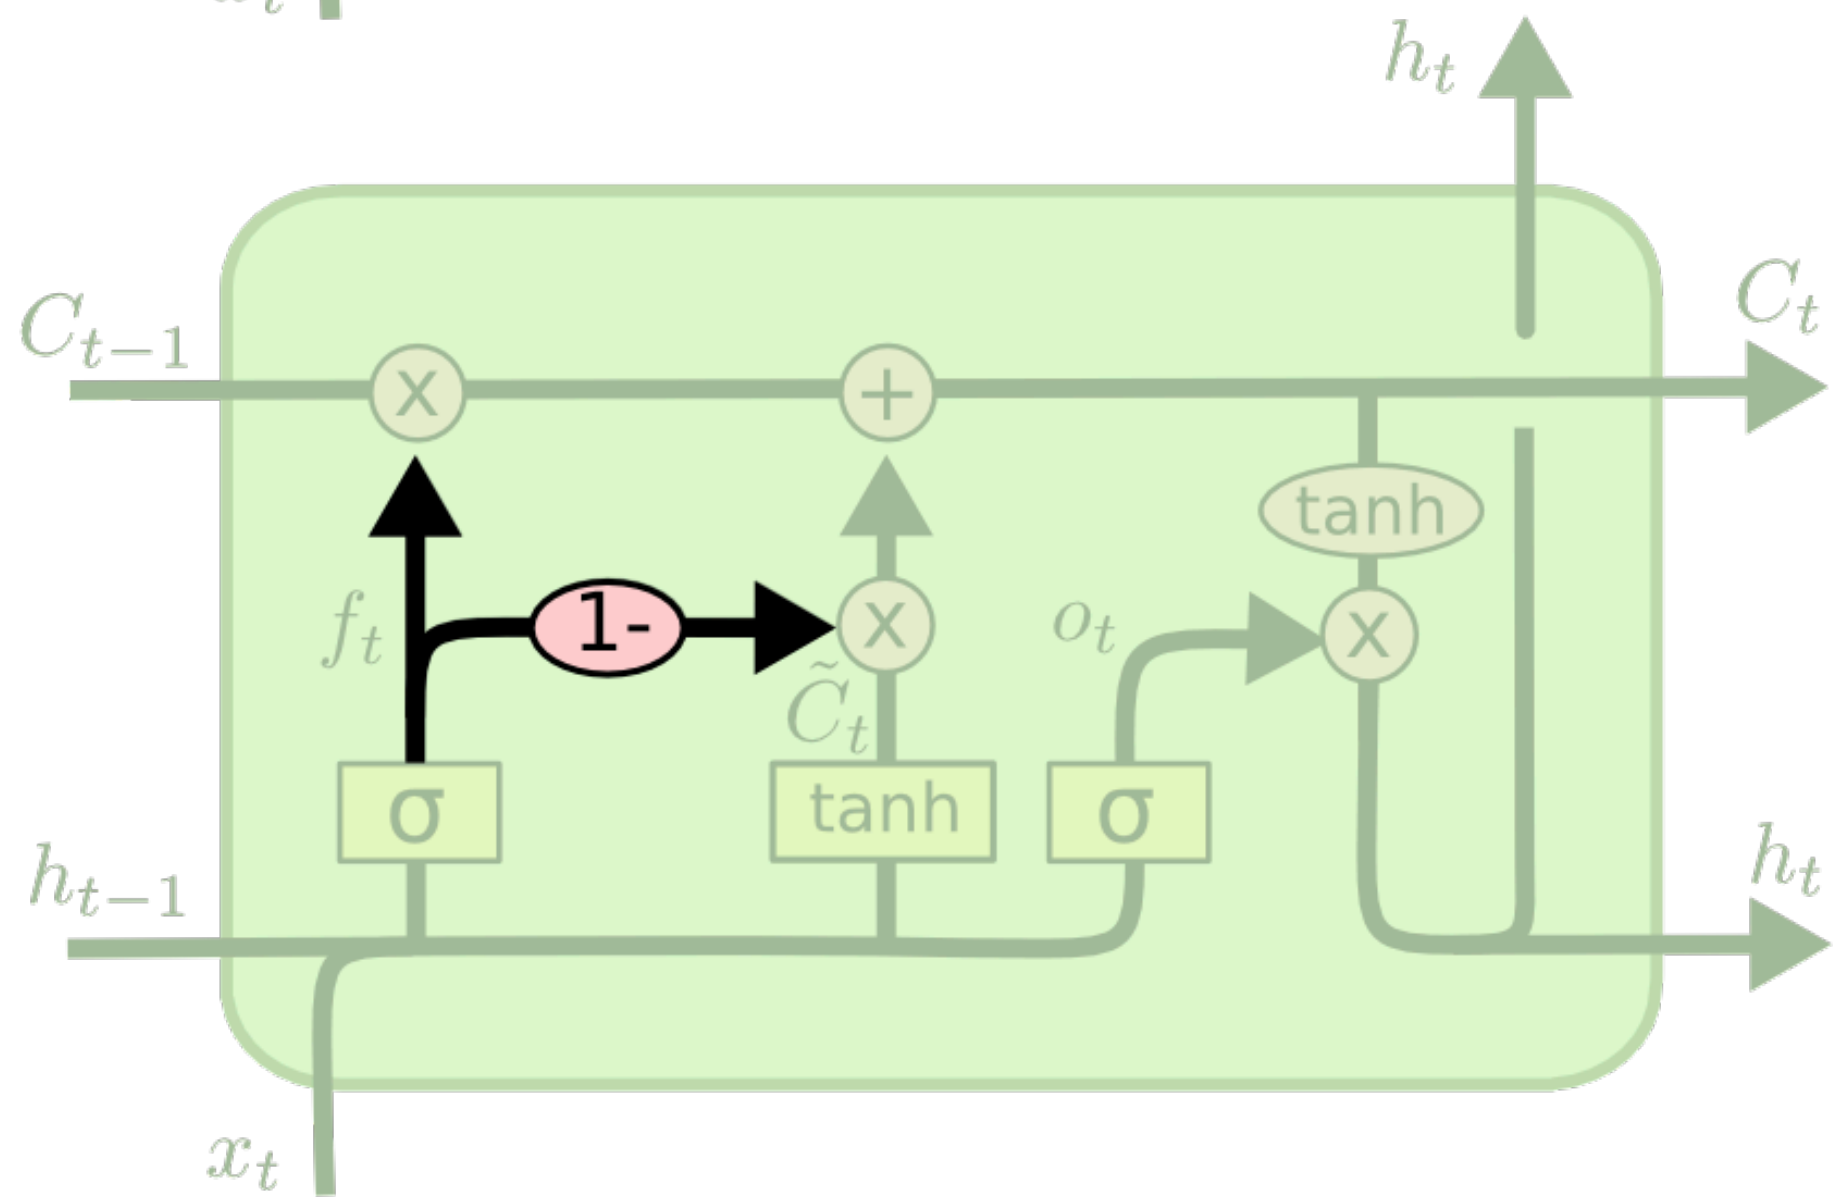 h_t
C_{t-1}
C_t
x
+
tanh
f_t
1-
x
o_t
x
C̃_t
σ
tanh
σ
h_{t-1}
h_t
x_t